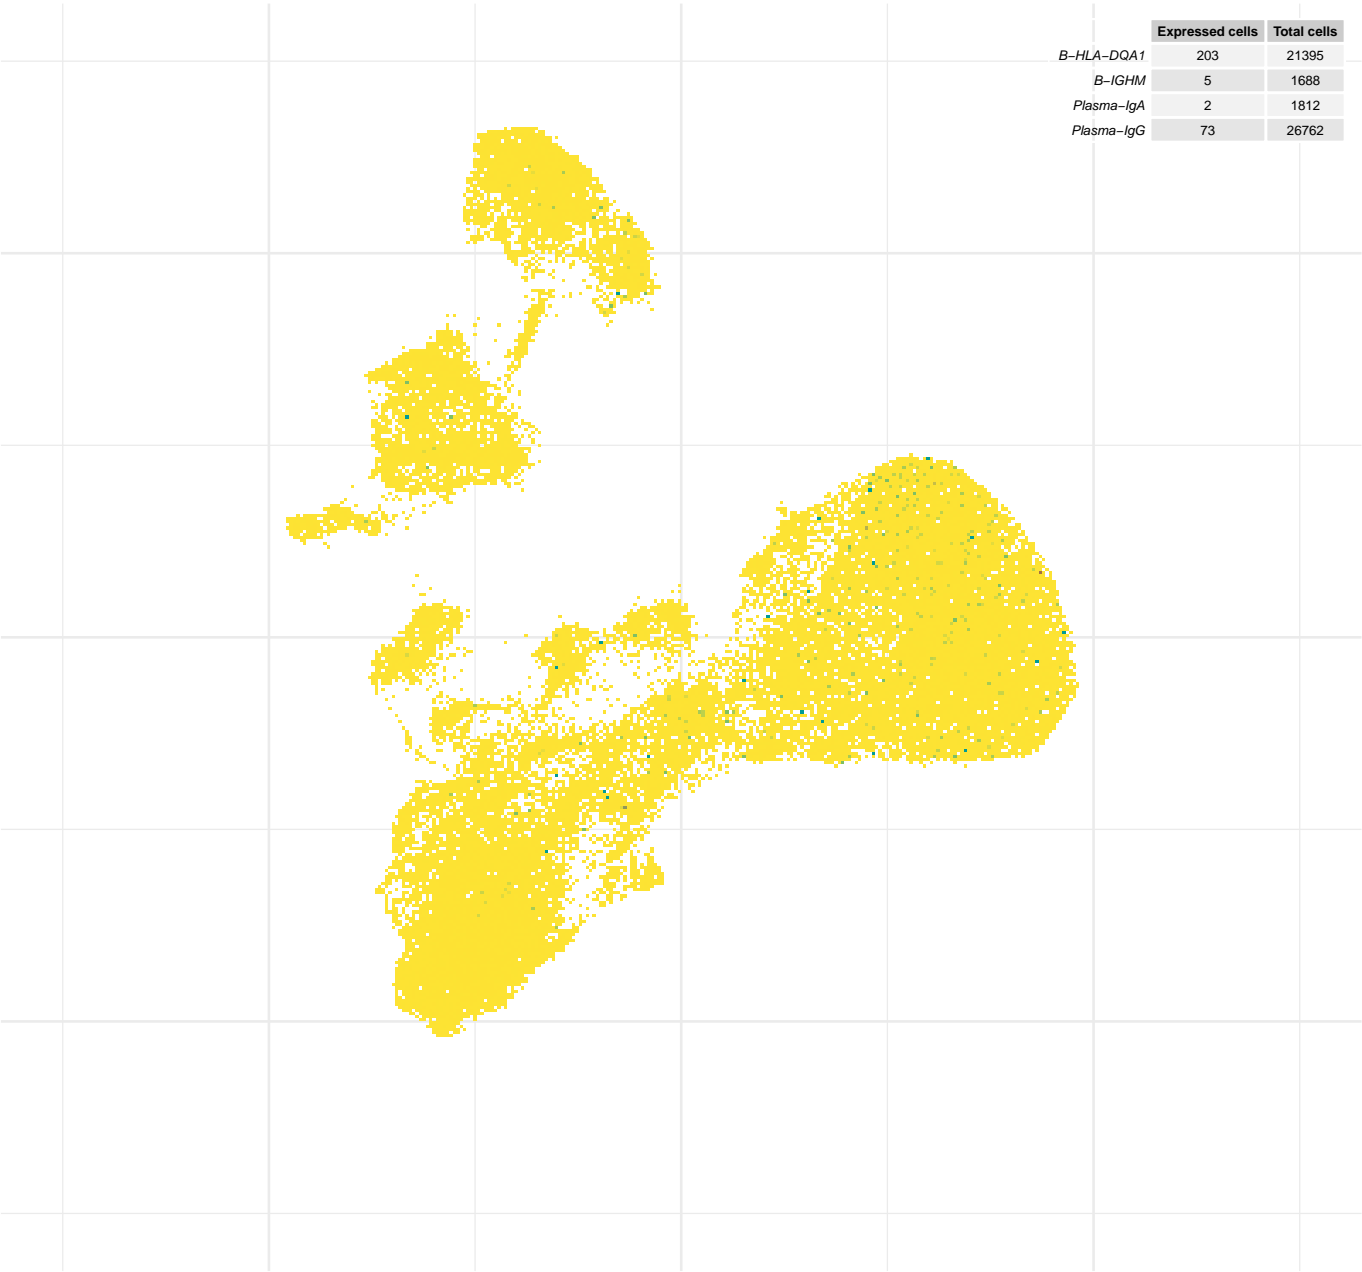 Expressed cells Total cells
B−HLA−DQA1 203 21395
B−IGHM 5 1688
Plasma−IgA 2 1812
Plasma−IgG 73 26762